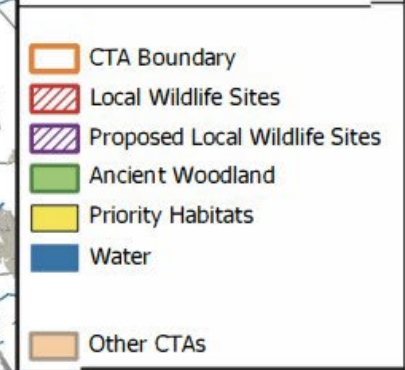 CTA Boundary
Local Wildlife Sites
Proposed Local Wildlife Sites
Ancient Woodland
Priority Habitats
Water
Other CTAs